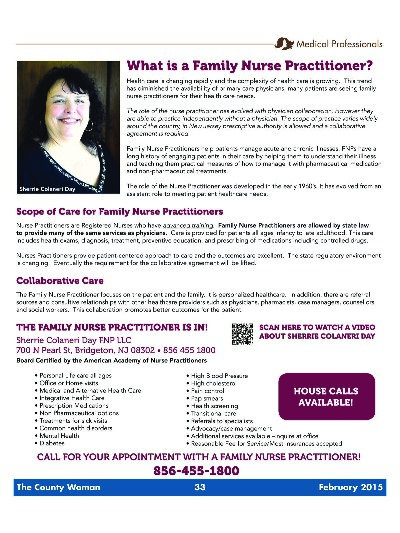 Medical Professionals
What is a Family Nurse Practitioner?
Health care is changing rapidly and the complexity of health care is growing. This trend
has diminished the availability of primary care physicians, many patients are seeing family
nurse practitioners for their health care needs.
The role of the nurse practitioner has evolved with physician collaboration. However they
are able to practice independently without a physician. The scope of practice varies widely
around the country, in New Jersey prescriptive authority is allowed and a collaborative
agreement is required.
Family Nurse Practitioners help patients manage acute and chronic illnesses. FNPs have a
long history of engaging patients in their care by helping them to understand their illness
and teaching them practical measures of how to manage it with pharmaceutical medication
and non-pharmaceutical treatments.
The role of the Nurse Practitioner was developed in the early 1960's. It has evolved from an
assistant role to meeting patient healthcare needs.
Sherrie Colaneri Day
Scope of Care for Family Nurse Practitioners
Nurse Practitioners are Registered Nurses who have advanced training. Family Nurse Practitioners are allowed by state law
to provide many of the same services as physicians. Care is provided for patients all ages infancy to late adulthood. This care
includes health exams, diagnosis, treatment, preventive education, and prescribing of medications including controlled drugs.
Nurses Practitioners provide patient-centered approach to care and the outcomes are excellent. The state regulatory environment
is changing. Eventually the requirement for the collaborative agreement will be lifted.
Collaborative Care
The Family Nurse Practitioner focuses on the patient and the family. It is personalized healthcare. In addition, there are referral
sources and consultive relationships with other healthcare providers such as physicians, pharmacists, case managers, counselors
and social workers. This collaboration promotes better outcomes for the patient.
THE FAMILY NURSE PRACTITIONER IS IN!
Sherrie Colaneri Day FNP LLC
700 N Pearl St, Bridgeton, NJ 08302 • 856 455 1800
Board Certified by the American Academy of Nurse Practitioners
SCAN HERE TO WATCH A VIDEO
ABOUT SHERRIE COLANERI DAY
• Personal Life care all ages
• Office or Home visits
• Medical and Alternative Health Care
• Integrative Health Care
• Prescription Medications
• Non Pharmaceutical options
• Treatments for sick visits
• Common health disorders
• Mental Health
• Diabetes
• High Blood Pressure
• High cholesterol
• Pain control
• Pap smears
• Health screening
• Transitional care
• Referrals to specialists
• Advocacy/case management
• Additional services available – inquire at office
• Reasonable Fee for Service/Most insurances accepted
HOUSE CALLS
AVAILABLE!
CALL FOR YOUR APPOINTMENT WITH A FAMILY NURSE PRACTITIONER!
856-455-1800
The County Woman
33
February 2015